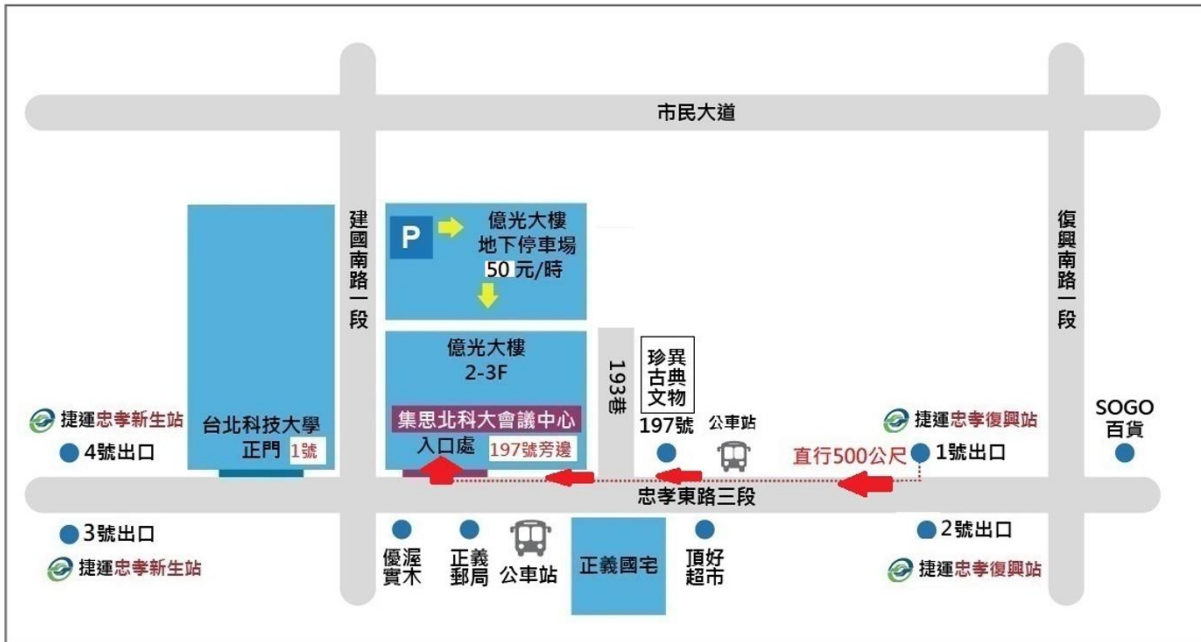 市民大道
建國南路一段
復興南路一段
P
億光大樓
地下停車場
50 元/時
億光大樓
2-3F
集思北科大會議中心
入口處 197號旁邊
193巷
珍異
古典
文物
197號
公車站
台北科技大學
正門 1號
捷運忠孝新生站
4號出口
捷運忠孝復興站
1號出口
直行500公尺
SOGO
百貨
忠孝東路三段
3號出口
捷運忠孝新生站
優渥
實木
正義
郵局
公車站
正義國宅
頂好
超市
2號出口
捷運忠孝復興站